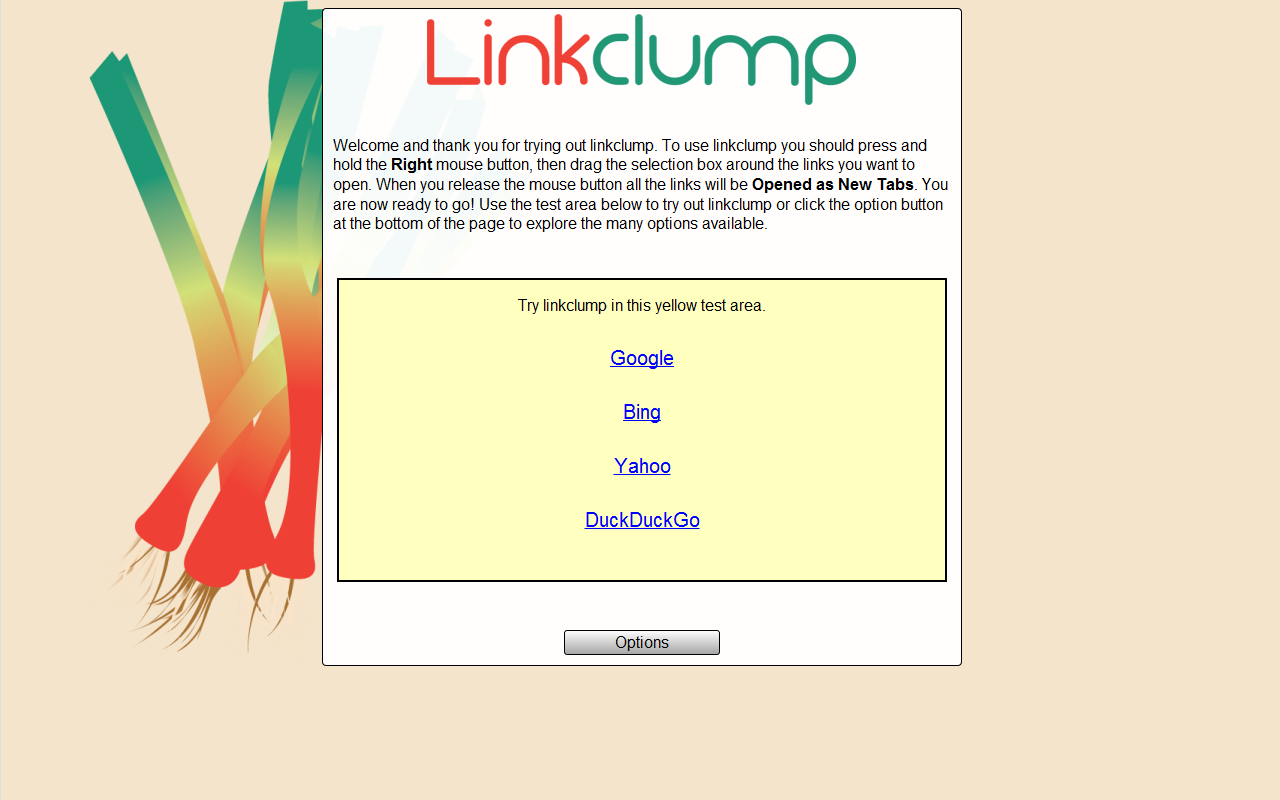 Linkclump
Welcome and thank you for trying out linkclump. To use linkclump you should press and
hold the Right mouse button, then drag the selection box around the links you want to
open. When you release the mouse button all the links will be Opened as New Tabs. You
are now ready to go! Use the test area below to try out linkclump or click the option button
at the bottom of the page to explore the many options available.
Try linkclump in this yellow test area.
Google
Bing
Yahoo
DuckDuckGo
Options